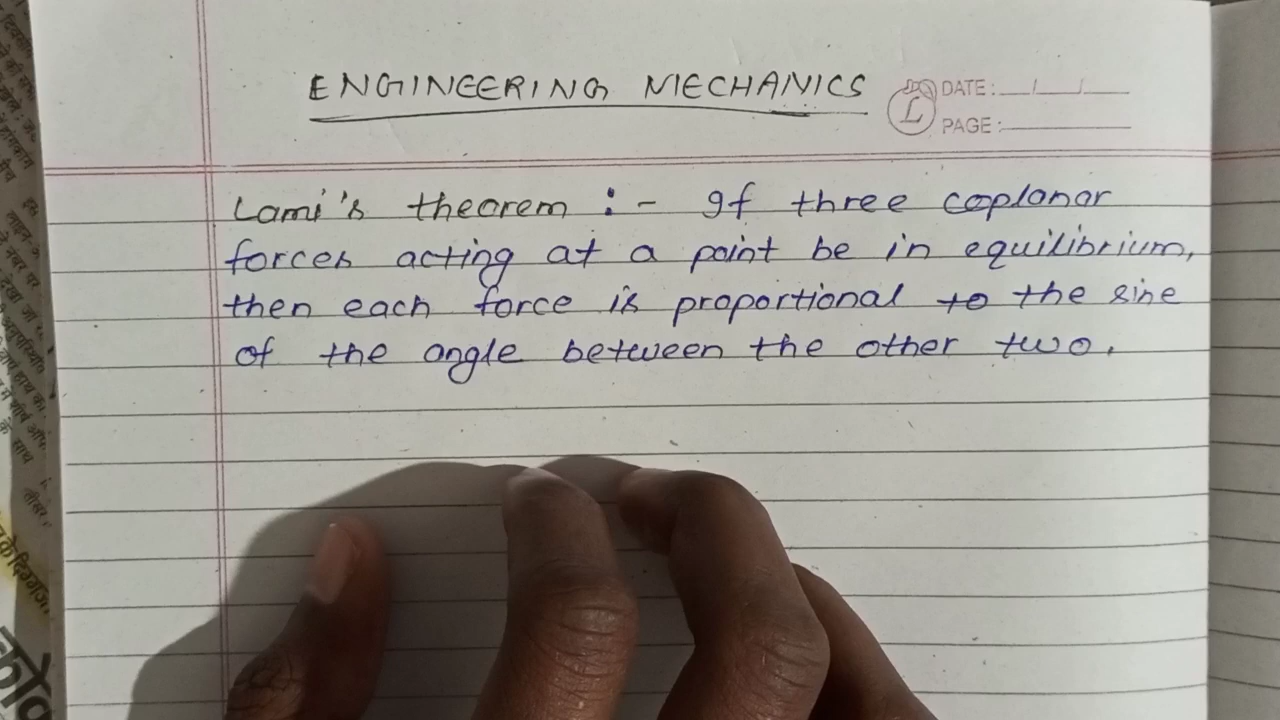 ENGINEERING MECHANICS
DATE :
PAGE :
Lami's theorem :- If three coplanar
forces acting at a point be in equilibrium,
then each force is proportional to the sine
of the angle between the other two.